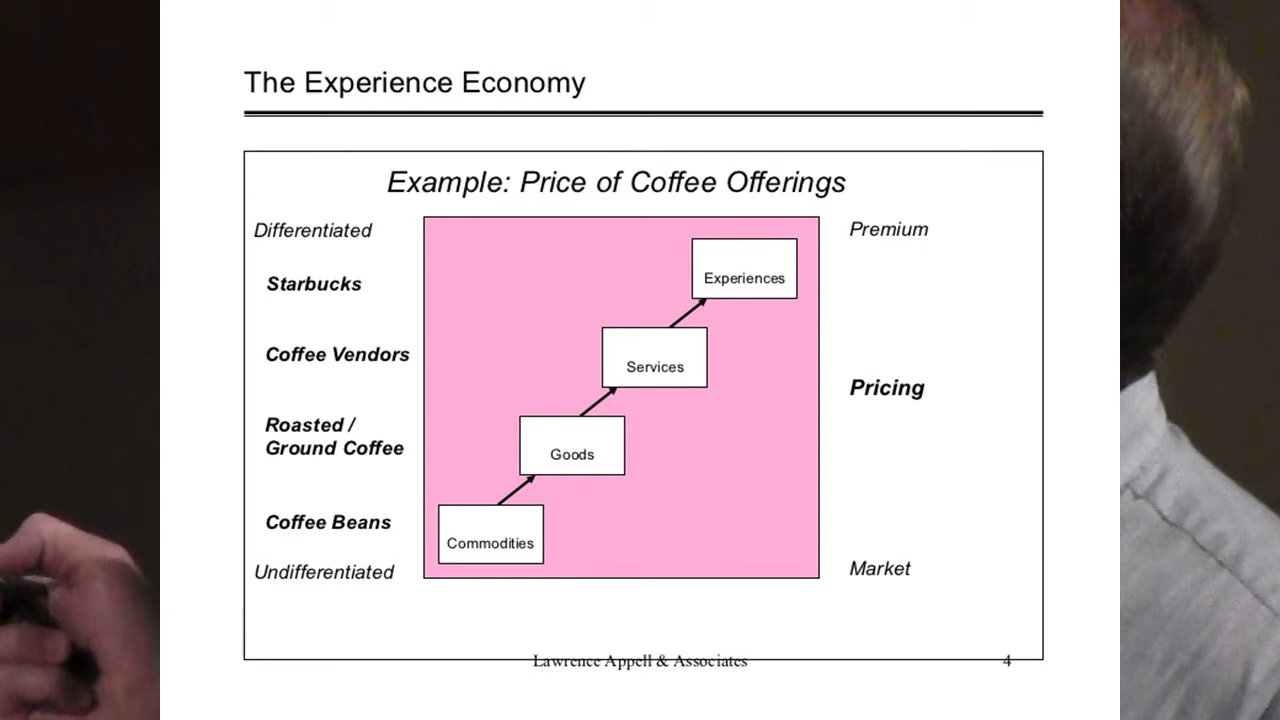 The Experience Economy
Example: Price of Coffee Offerings
Differentiated
Premium
Experiences
Starbucks
Coffee Vendors
Services
Pricing
Roasted /
Ground Coffee
Goods
Coffee Beans
Commodities
Undifferentiated
Market
Lawrence Appell & Associates
4